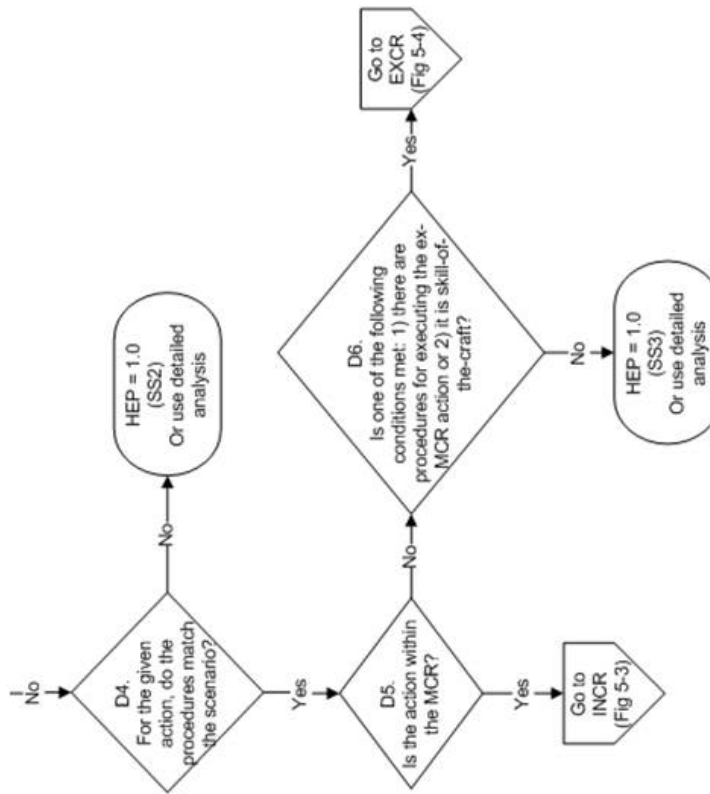 No
D4.
For the given
action, do the
procedures match
the scenario?
No
HEP = 1.0
(SS2)
Or use detailed
analysis
Yes
D5.
Is the action within
the MCR?
No
D6.
Is one of the following
conditions met: 1) there are
procedures for executing the ex-
MCR action or 2) it is skill-of-
the-craft?
Yes
Go to
EXCR
(Fig 5-4)
Yes
Go to
INCR
(Fig 5-3)
No
HEP = 1.0
(SS3)
Or use detailed
analysis